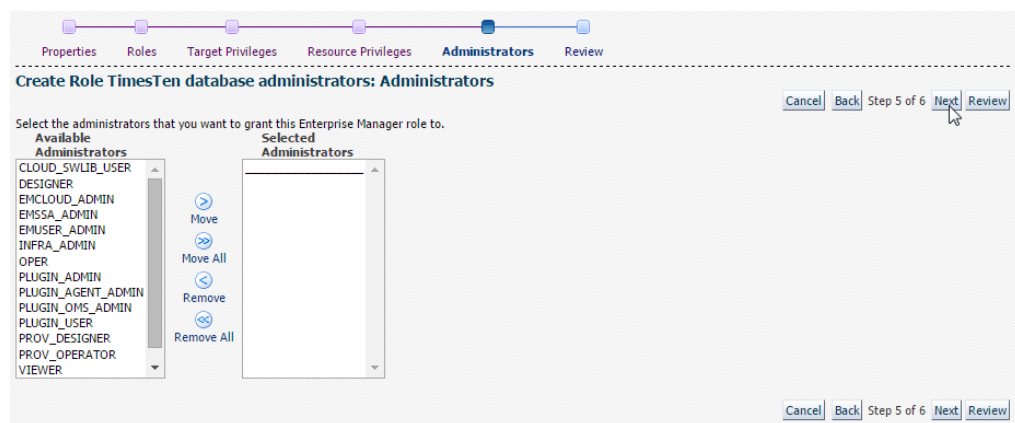 Properties Roles Target Privileges Resource Privileges Administrators Review
Create Role TimesTen database administrators: Administrators
Cancel Back Step 5 of 6 Next Review
Select the administrators that you want to grant this Enterprise Manager role to.
Available
Administrators
CLOUD_SWLIB_USER
DESIGNER
EMCLOUD_ADMIN
EMSSA_ADMIN
EMUSER_ADMIN
INFRA_ADMIN
OPER
PLUGIN_ADMIN
PLUGIN_AGENT_ADMIN
PLUGIN_OMS_ADMIN
PLUGIN_USER
PROV_DESIGNER
PROV_OPERATOR
VIEWER
Move
Move All
Remove
Remove All
Selected
Administrators
Cancel Back Step 5 of 6 Next Review